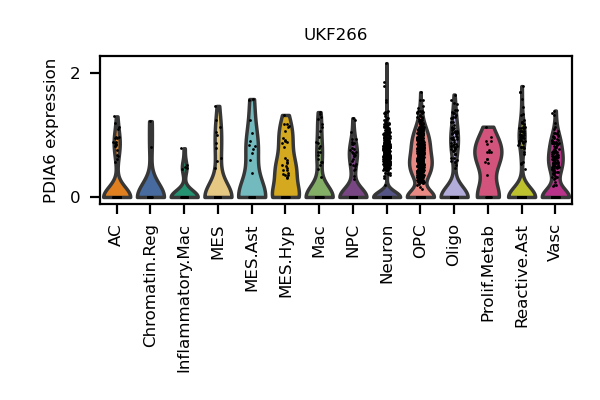 UKF266
PDIA6 expression
2
0
AC
Chromatin.Reg
Inflammatory.Mac
MES
MES.Ast
MES.Hyp
Mac
NPC
Neuron
OPC
Oligo
Prolif.Metab
Reactive.Ast
Vasc